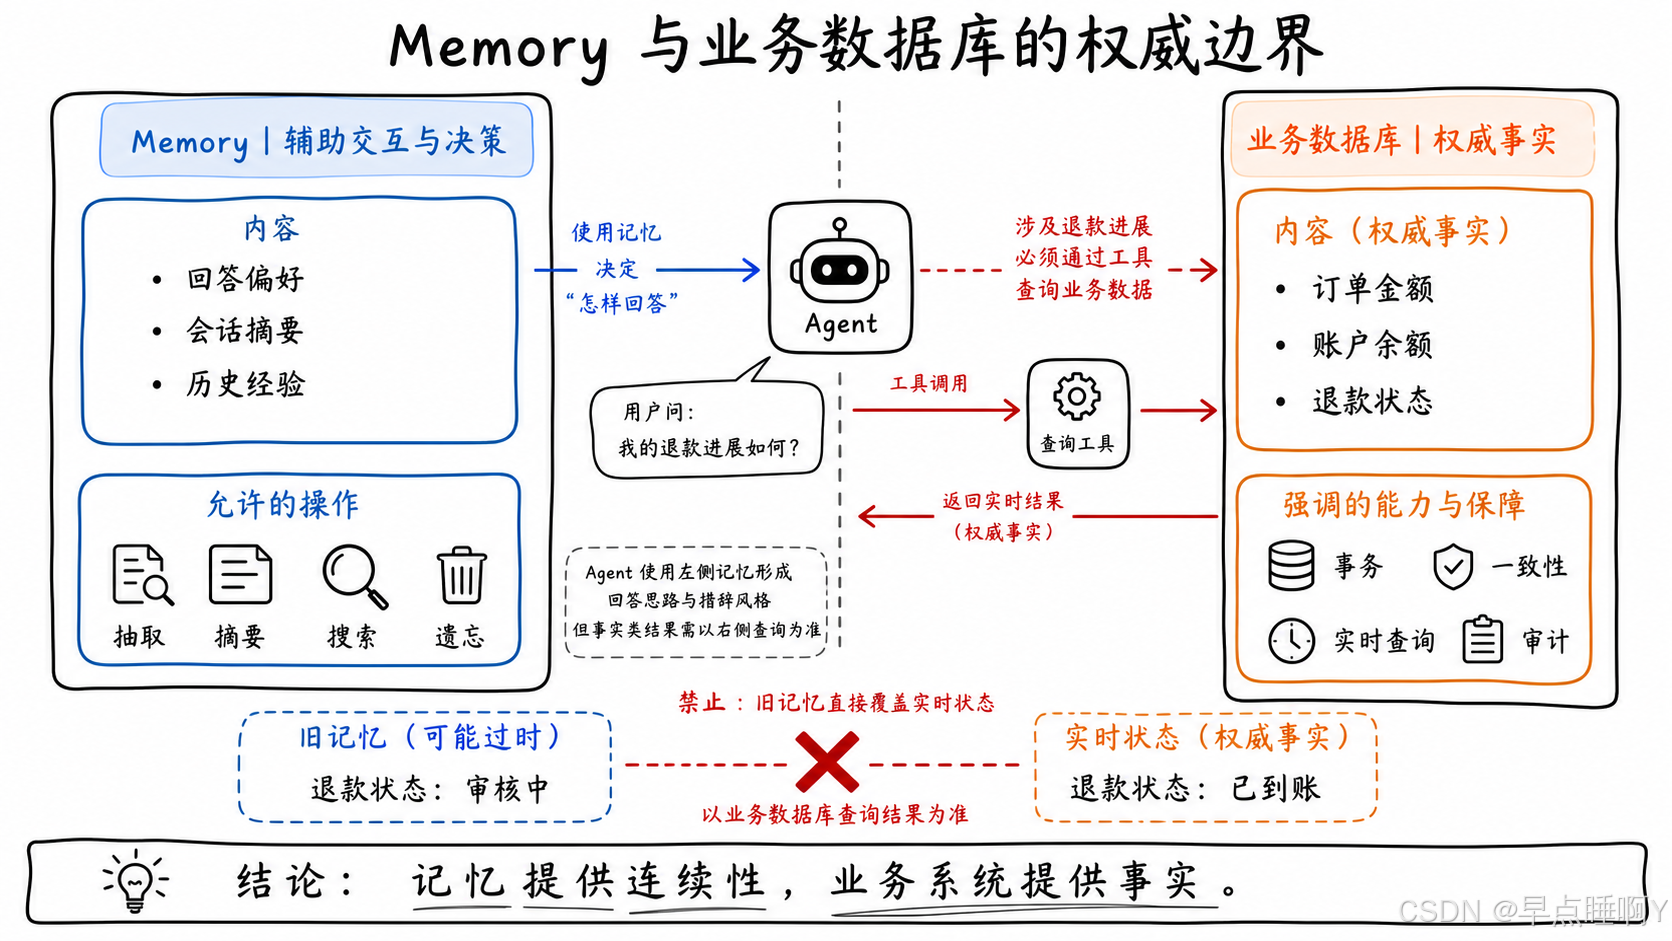 Memory 与业务数据库的权威边界
Memory | 辅助交互与决策
内容
• 回答偏好
• 会话摘要
• 历史经验
允许的操作
抽取
摘要
搜索
遗忘
使用记忆
决定
“怎样回答”
Agent
用户问：
我的退款进展如何？
Agent 使用左侧记忆形成
回答思路与措辞风格
但事实类结果需以右侧查询为准
涉及退款进展
必须通过工具
查询业务数据
工具调用
查询工具
返回实时结果
（权威事实）
业务数据库 | 权威事实
内容（权威事实）
• 订单金额
• 账户余额
• 退款状态
强调的能力与保障
事务
一致性
实时查询
审计
禁止：旧记忆直接覆盖实时状态
旧记忆（可能过时）
退款状态：审核中
以业务数据库查询结果为准
实时状态（权威事实）
退款状态：已到账
结论：记忆提供连续性，业务系统提供事实。
CSDN @早点睡啊Y